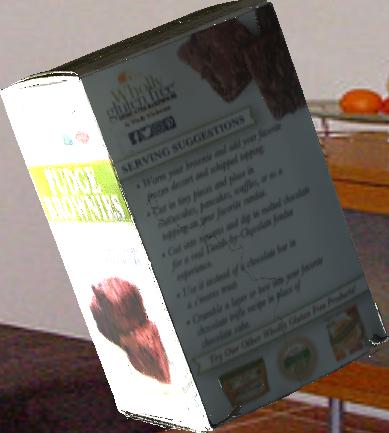 Wholly
gluten free
SERVING SUGGESTIONS
• Warm your brownie and add your favorite
frozen dessert and whipped topping.
• Cut in tiny pieces and place in
pancakes, waffles, or as a
topping on your favorite
• Cut into squares and dip in melted chocolate
for a real fondue
experience.
• Use it instead of chocolate bar in
a s'mores treat.
• Crumble a layer or two into your favorite
chocolate trifle recipe in place of
chocolate cake.
Try Our Other Wholly Gluten Free Products!
FUDGE
BROWNIES